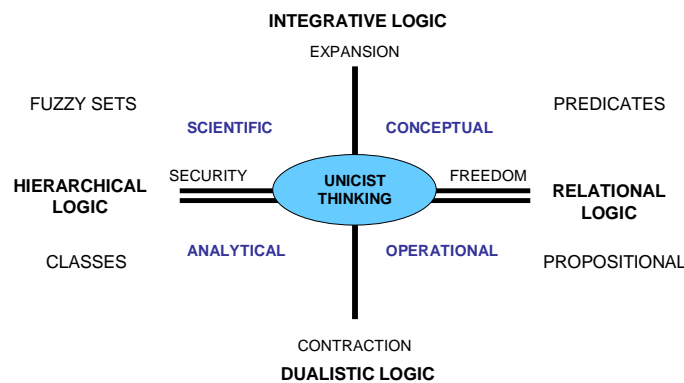 INTEGRATIVE LOGIC
EXPANSION
FUZZY SETS
PREDICATES
SCIENTIFIC
CONCEPTUAL
SECURITY
FREEDOM
HIERARCHICAL
LOGIC
UNICIST
THINKING
RELATIONAL
LOGIC
ANALYTICAL
OPERATIONAL
CLASSES
PROPOSITIONAL
CONTRACTION
DUALISTIC LOGIC